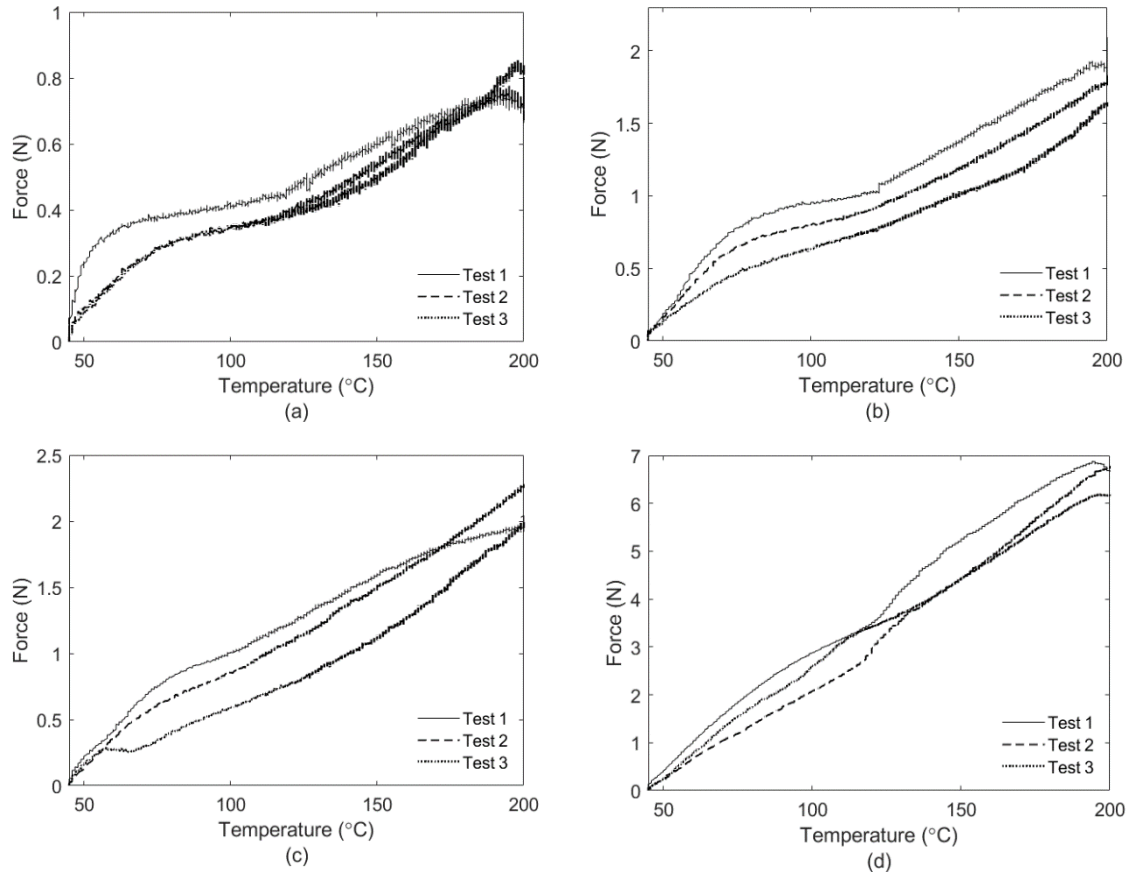 1
0.8
0.6
0.4
0.2
0
Force (N)
50 100 150 200
Temperature (°C)
Test 1
Test 2
Test 3
(a)
2
1.5
1
0.5
0
Force (N)
50 100 150 200
Temperature (°C)
Test 1
Test 2
Test 3
(b)
2.5
2
1.5
1
0.5
0
Force (N)
50 100 150 200
Temperature (°C)
Test 1
Test 2
Test 3
(c)
7
6
5
4
3
2
1
0
Force (N)
50 100 150 200
Temperature (°C)
Test 1
Test 2
Test 3
(d)